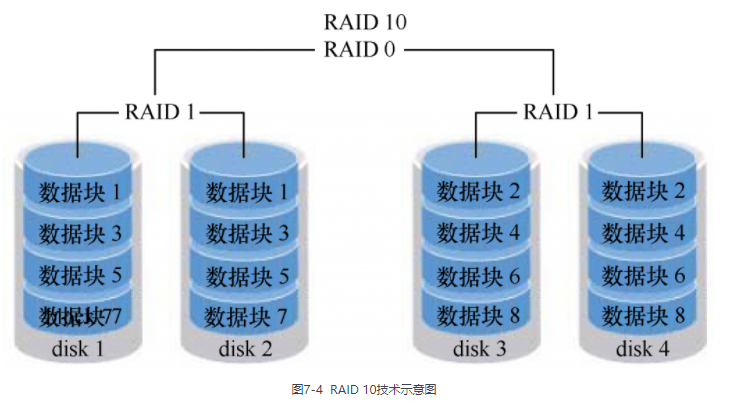 RAID 10
RAID 0
RAID 1
RAID 1
数据块 1
数据块 1
数据块 2
数据块 2
数据块 3
数据块 3
数据块 4
数据块 4
数据块 5
数据块 5
数据块 6
数据块 6
数据块 7
数据块 8
数据块 8
disk 1
disk 2
disk 3
disk 4
图7-4 RAID 10技术示意图